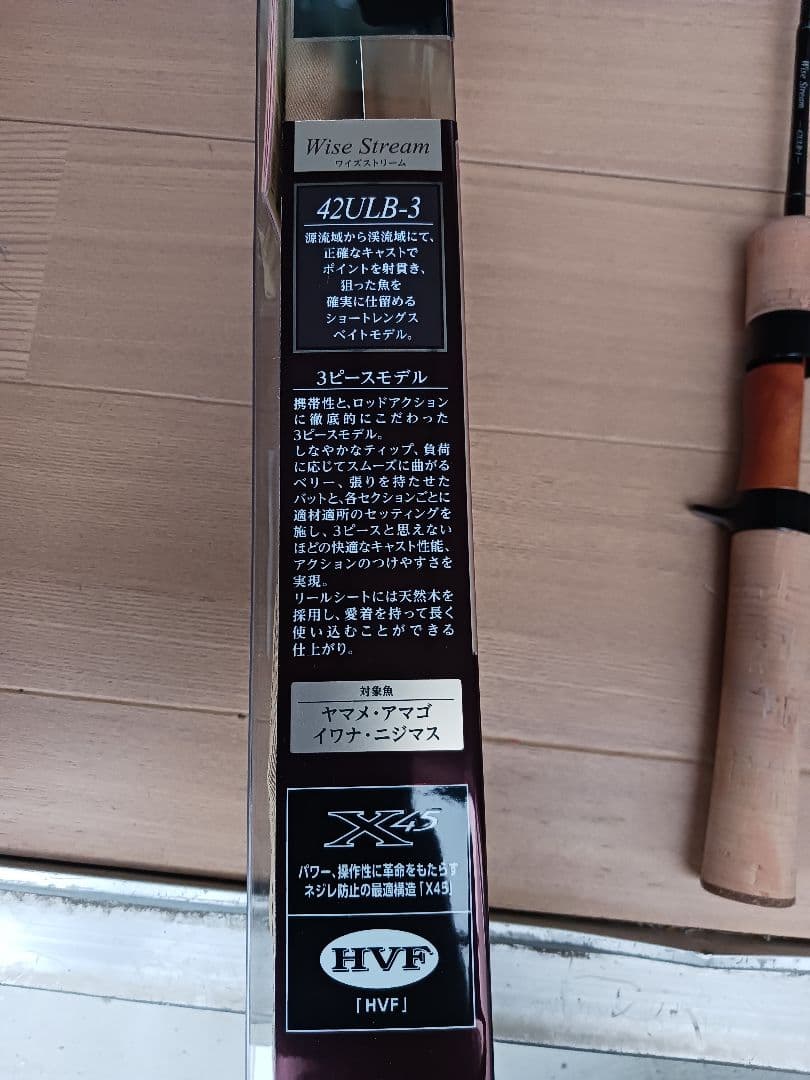 Wise Stream
ワイズストリーム
42ULB-3
源流域から渓流域にて、
正確なキャストで
ポイントを射貫き、
狙った魚を
確実に仕留める
ショートレングス
ベイトモデル。
3ピースモデル
携帯性と、ロッドアクション
に徹底的にこだわった
3ピースモデル。
しなやかなティップ、負荷
に応じてスムーズに曲がる
ベリー、張りを持たせた
バットと、各セクションごとに
適材適所のセッティングを
施し、3ピースと思えない
ほどの快適なキャスト性能、
アクションのつけやすさを
実現。
リールシートには天然木を
採用し、愛着を持って長く
使い込むことができる
仕上がり。
対象魚
ヤマメ・アマゴ
イワナ・ニジマス
X45
パワー、操作性に革命をもたらす
ネジレ防止の最適構造「X45」
HVF
「HVF」
Wise Stream